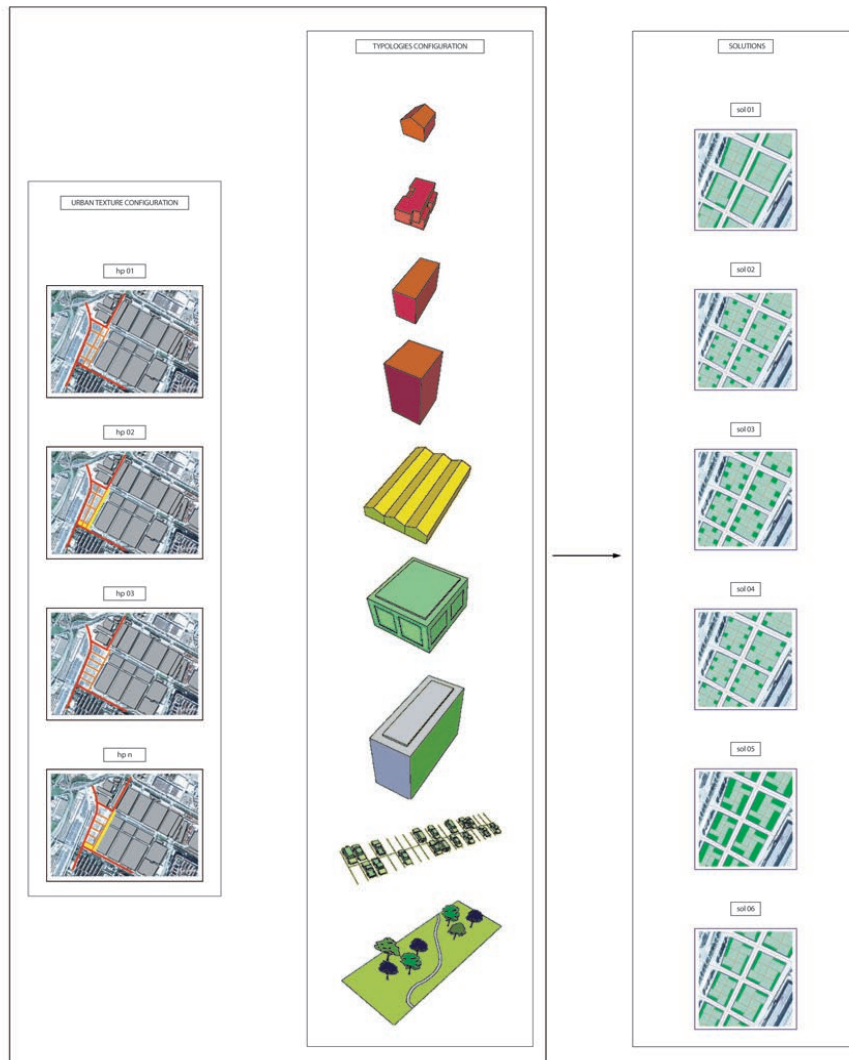 TYPOLOGIES CONFIGURATION
SOLUTIONS
URBAN TEXTURE CONFIGURATION
hp 01
hp 02
hp 03
hp n
sol 01
sol 02
sol 03
sol 04
sol 05
sol 06